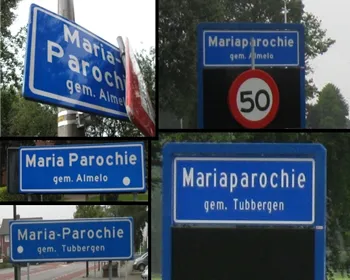 Maria-
Parochie
gem. Almelo
Mariaparochie
gem. Almelo
50
Maria Parochie
gem. Almelo
Mariaparochie
gem. Tubbergen
Maria-Parochie
gem. Tubbergen